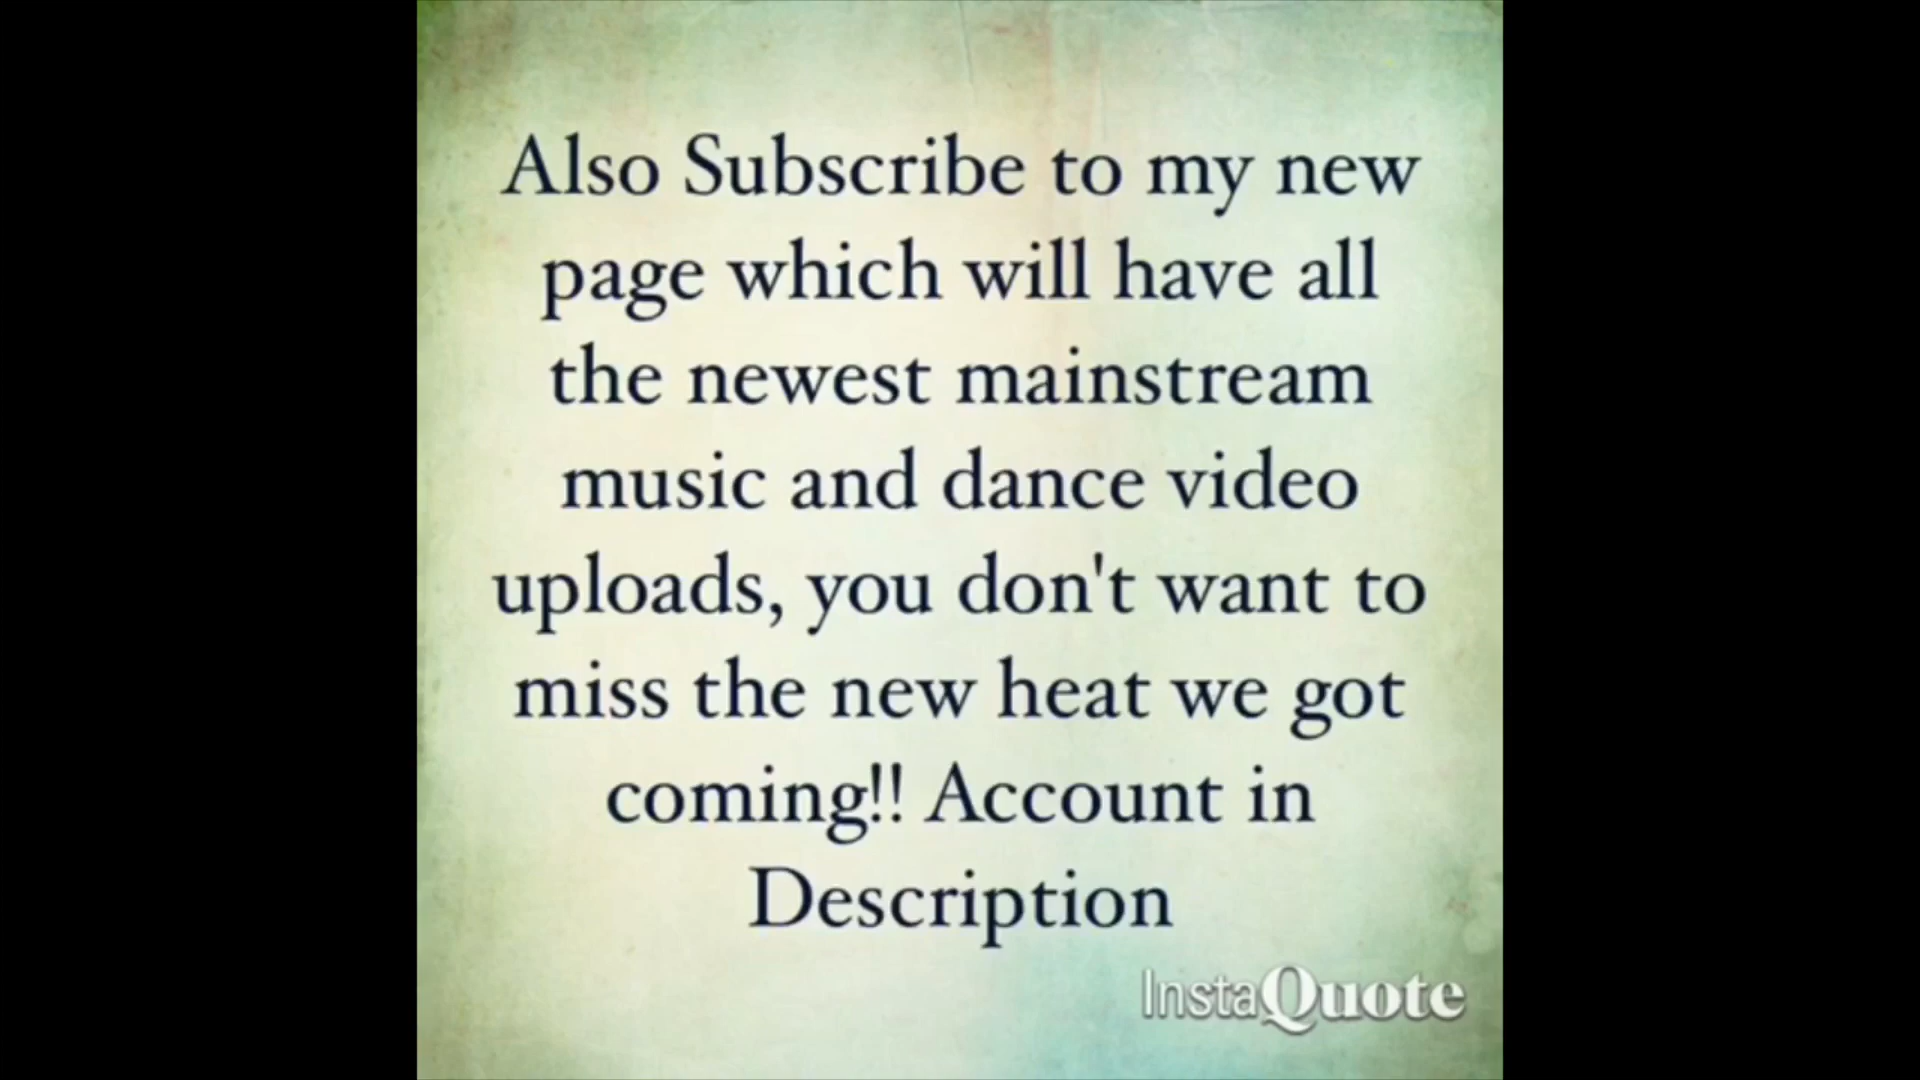 Also Subscribe to my new
page which will have all
the newest mainstream
music and dance video
uploads, you don't want to
miss the new heat we got
coming!! Account in
Description
InstaQuote